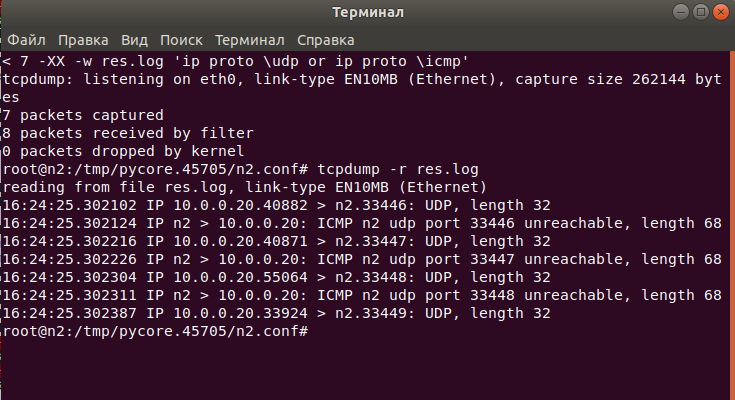 Терминал
Файл Правка Вид Поиск Терминал Справка
< 7 -XX -w res.log 'ip proto \udp or ip proto \icmp'
tcpdump: listening on eth0, link-type EN10MB (Ethernet), capture size 262144 byt
es
7 packets captured
8 packets received by filter
0 packets dropped by kernel
root@n2:/tmp/pycore.45705/n2.conf# tcpdump -r res.log
reading from file res.log, link-type EN10MB (Ethernet)
16:24:25.302102 IP 10.0.0.20.40882 > n2.33446: UDP, length 32
16:24:25.302124 IP n2 > 10.0.0.20: ICMP n2 udp port 33446 unreachable, length 68
16:24:25.302216 IP 10.0.0.20.40871 > n2.33447: UDP, length 32
16:24:25.302226 IP n2 > 10.0.0.20: ICMP n2 udp port 33447 unreachable, length 68
16:24:25.302304 IP 10.0.0.20.55064 > n2.33448: UDP, length 32
16:24:25.302311 IP n2 > 10.0.0.20: ICMP n2 udp port 33448 unreachable, length 68
16:24:25.302387 IP 10.0.0.20.33924 > n2.33449: UDP, length 32
root@n2:/tmp/pycore.45705/n2.conf#